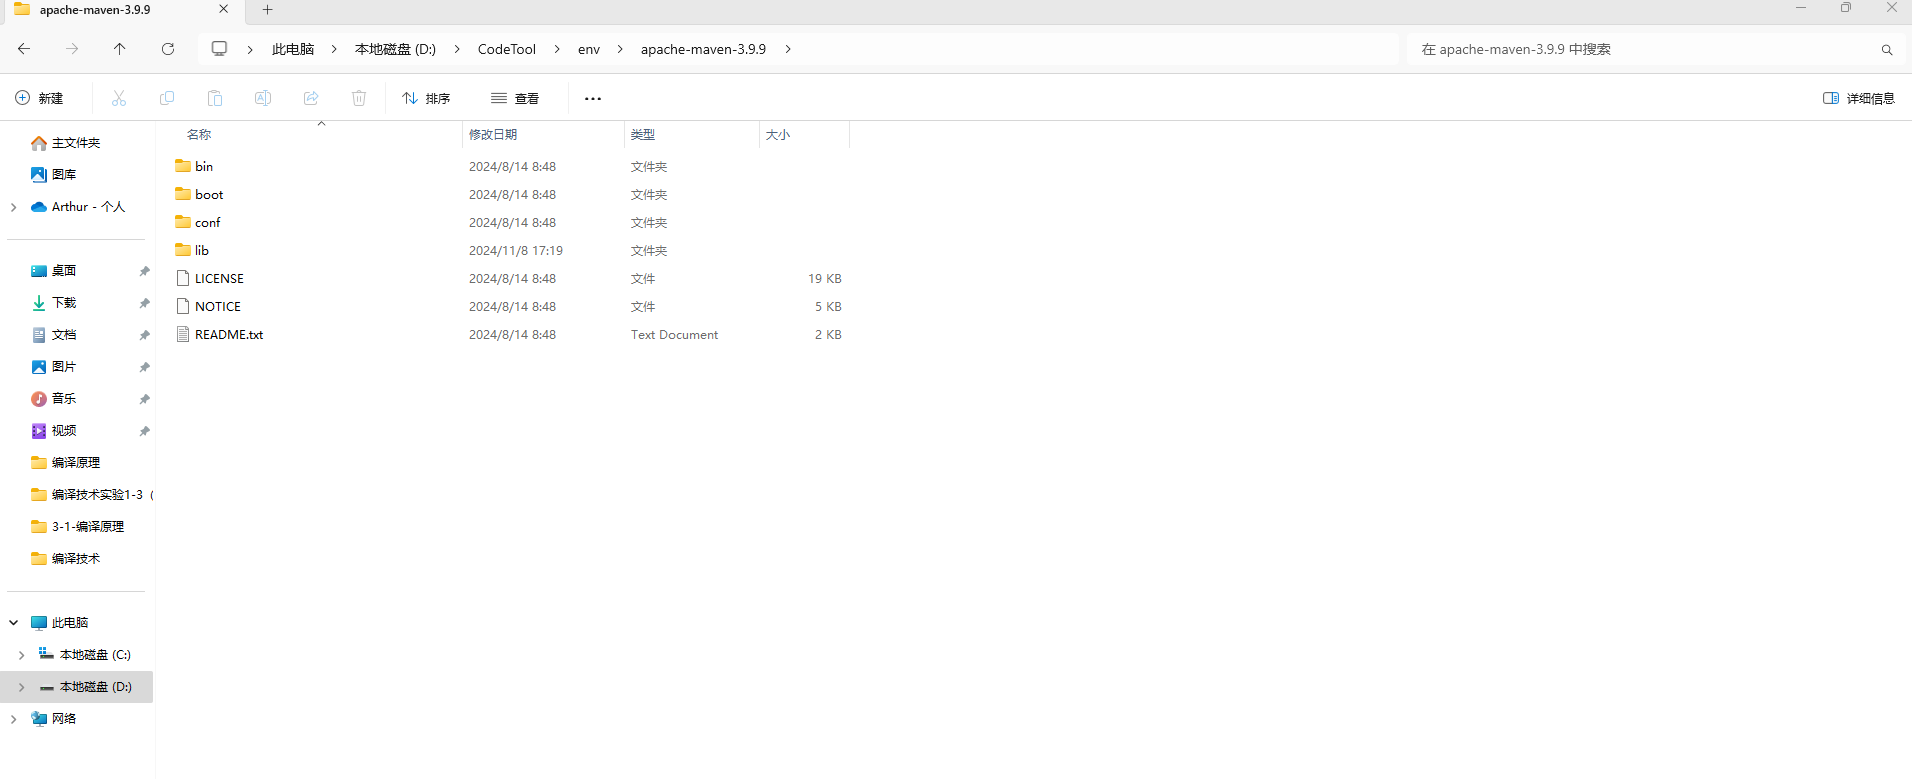 apache-maven-3.9.9
此电脑 本地磁盘 (D:) CodeTool env apache-maven-3.9.9
在 apache-maven-3.9.9 中搜索
新建 排序 查看 详细信息
名称 修改日期 类型 大小
bin 2024/8/14 8:48 文件夹
boot 2024/8/14 8:48 文件夹
conf 2024/8/14 8:48 文件夹
lib 2024/11/8 17:19 文件夹
LICENSE 2024/8/14 8:48 文件 19 KB
NOTICE 2024/8/14 8:48 文件 5 KB
README.txt 2024/8/14 8:48 Text Document 2 KB
主文件夹
图库
Arthur - 个人
桌面
下载
文档
图片
音乐
视频
编译原理
编译技术实验1-3（
3-1-编译原理
编译技术
此电脑
本地磁盘 (C:)
本地磁盘 (D:)
网络